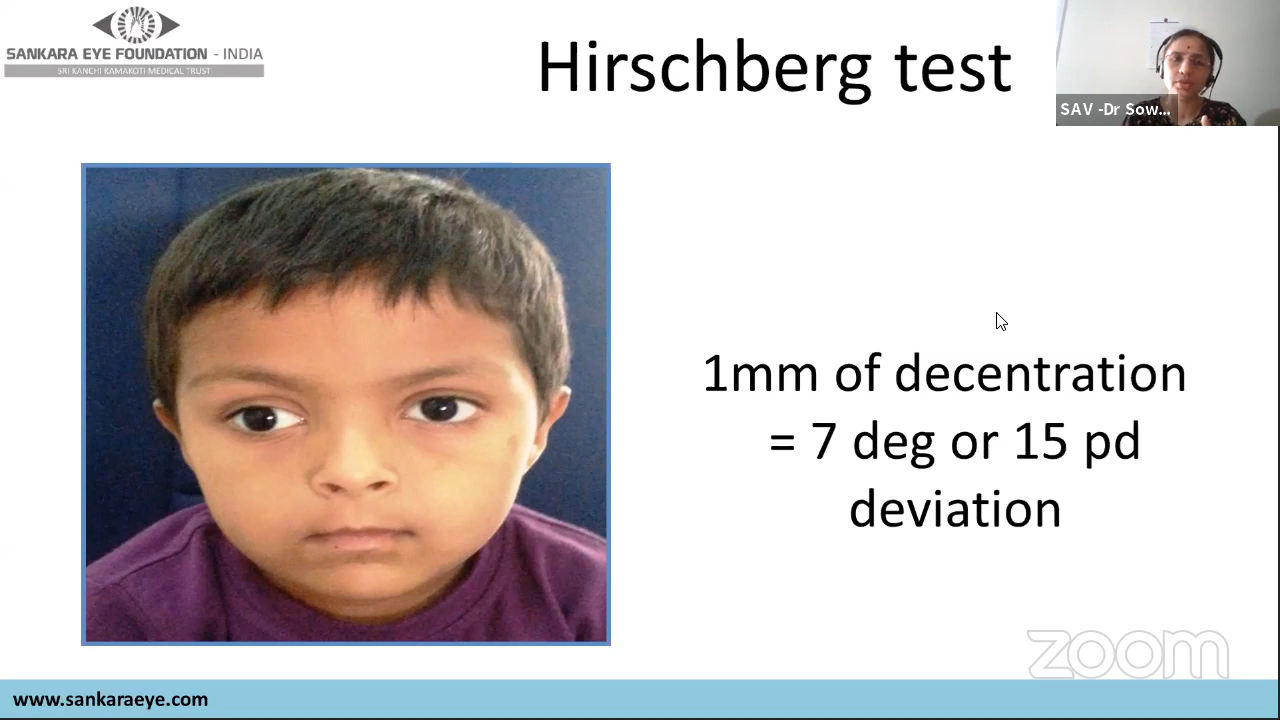 SANKARA EYE FOUNDATION - INDIA
SRI KANCHI KAMAKOTI MEDICAL TRUST
Hirschberg test
SAV -Dr Sow...
1mm of decentration
= 7 deg or 15 pd
deviation
zoom
www.sankaraeye.com